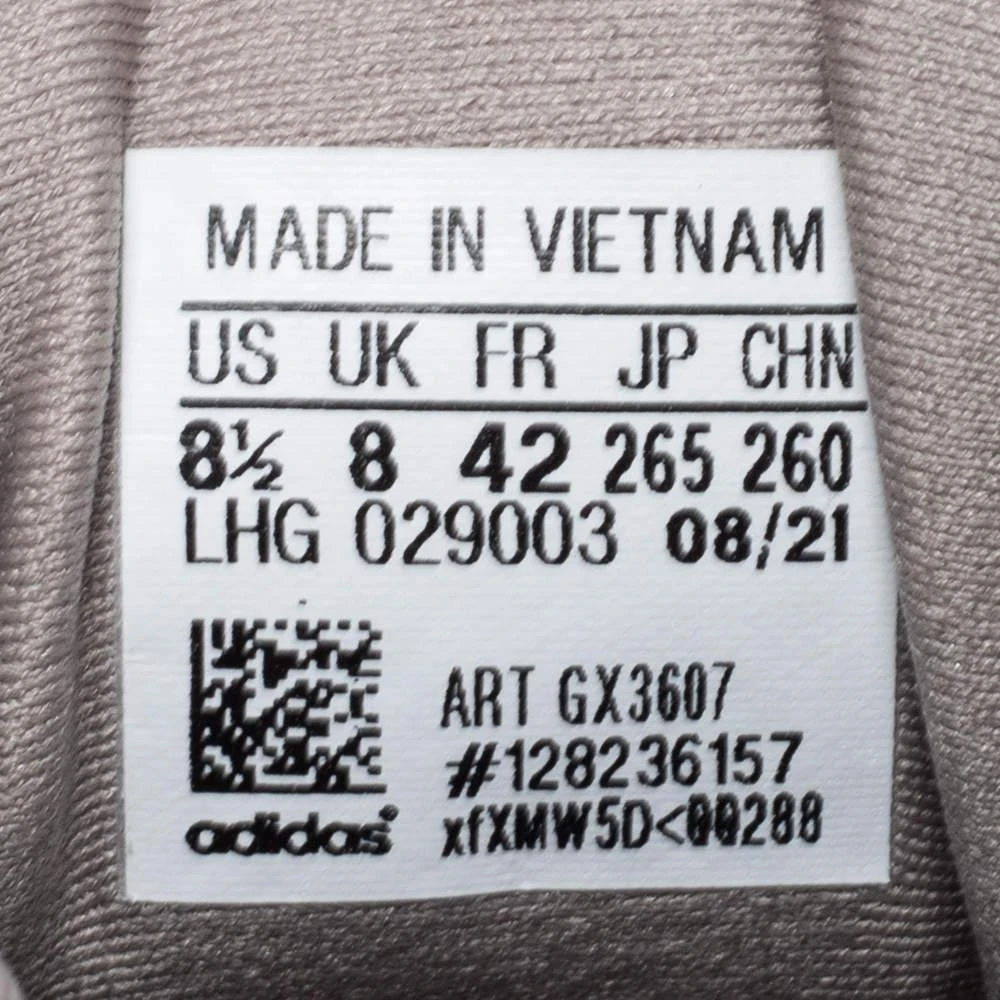 MADE IN VIETNAM
US UK FR JP CHN
8½ 8 42 265 260
LHG 029003 08/21
ART GX3607
#128236157
adidas® xfXMW5D<00288